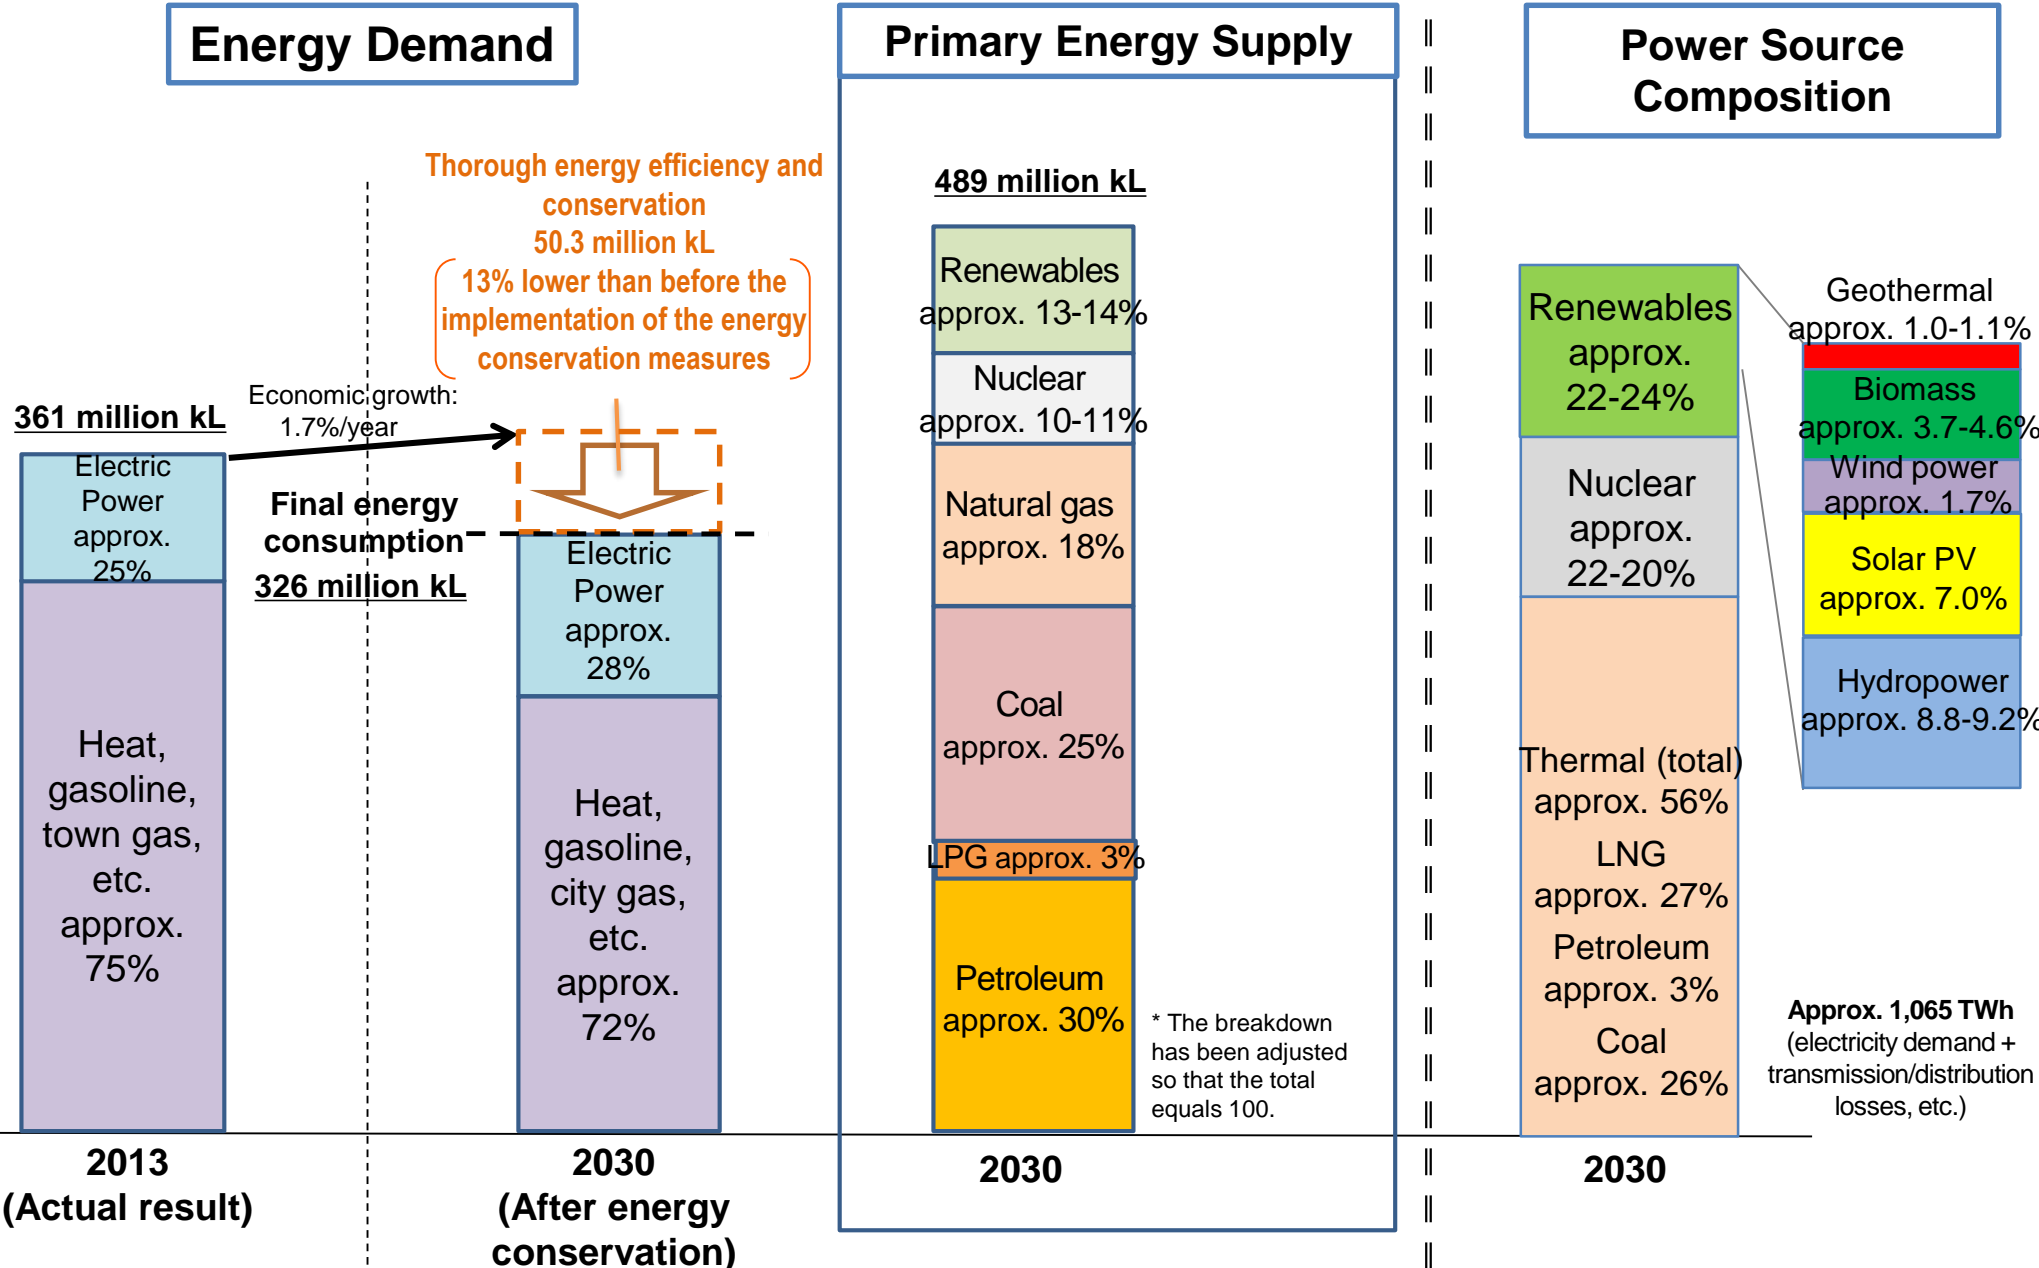 Energy Demand
Thorough energy efficiency and
conservation
50.3 million kL
13% lower than before the
implementation of the energy
conservation measures
361 million kL
Economic growth:
1.7%/year
Electric
Power
approx.
25%
Heat,
gasoline,
town gas,
etc.
approx.
75%
Final energy
consumption
326 million kL
Electric
Power
approx.
28%
Heat,
gasoline,
city gas,
etc.
approx.
72%
2013
(Actual result)
2030
(After energy
conservation)
Primary Energy Supply
489 million kL
Renewables
approx. 13-14%
Nuclear
approx. 10-11%
Natural gas
approx. 18%
Coal
approx. 25%
LPG approx. 3%
Petroleum
approx. 30%
* The breakdown
has been adjusted
so that the total
equals 100.
2030
Power Source
Composition
Renewables
approx.
22-24%
Nuclear
approx.
22-20%
Thermal (total)
approx. 56%
LNG
approx. 27%
Petroleum
approx. 3%
Coal
approx. 26%
2030
Geothermal
approx. 1.0-1.1%
Biomass
approx. 3.7-4.6%
Wind power
approx. 1.7%
Solar PV
approx. 7.0%
Hydropower
approx. 8.8-9.2%
Approx. 1,065 TWh
(electricity demand +
transmission/distribution
losses, etc.)